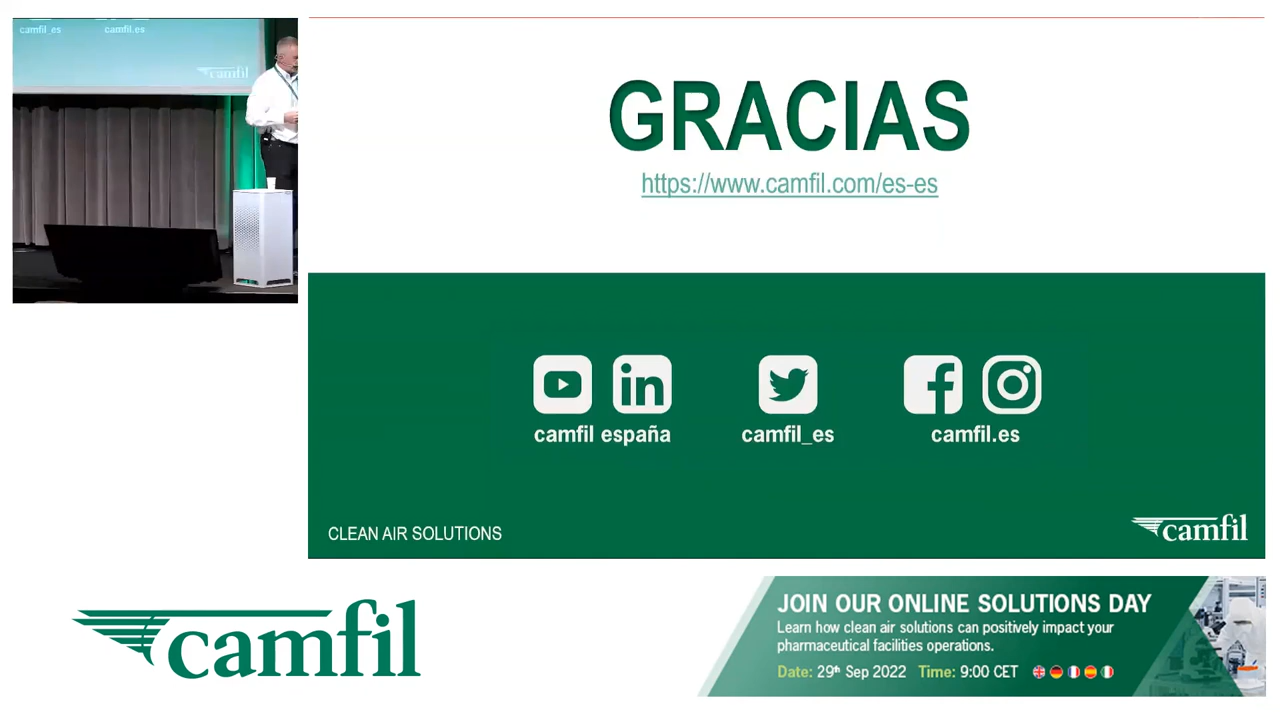 camfil_es camfil.es
camfil
GRACIAS
https://www.camfil.com/es-es
camfil españa
camfil_es
camfil.es
CLEAN AIR SOLUTIONS
camfil
camfil
JOIN OUR ONLINE SOLUTIONS DAY
Learn how clean air solutions can positively impact your
pharmaceutical facilities operations.
Date: 29th Sep 2022 Time: 9:00 CET